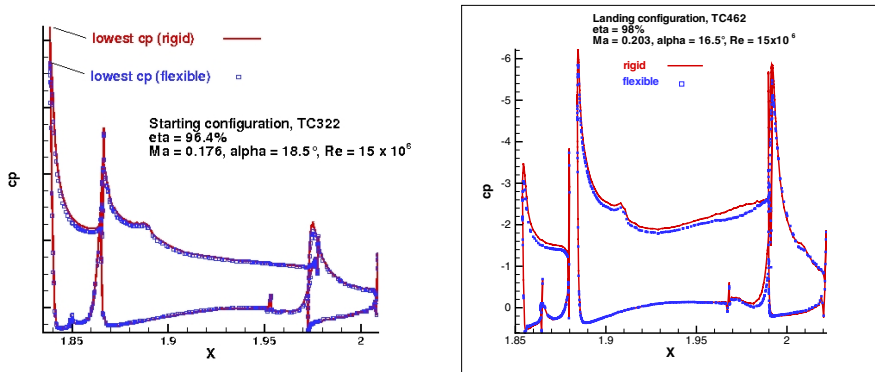 lowest cp (rigid)
lowest cp (flexible)
Starting configuration, TC322
eta = 96.4%
Ma = 0.176, alpha = 18.5°, Re = 15 x 10⁶
cp
1.85
1.9
1.95
2
X
Landing configuration, TC462
eta = 98%
Ma = 0.203, alpha = 16.5°, Re = 15x10⁶
rigid
flexible
-6
-5
-4
-3
-2
-1
0
cp
1.85
1.9
1.95
2
X